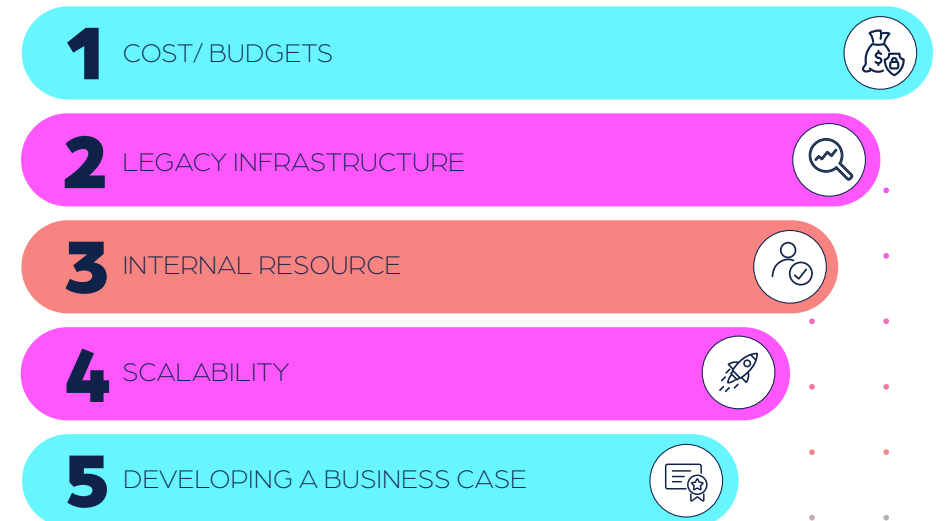 1 COST/ BUDGETS
2 LEGACY INFRASTRUCTURE
3 INTERNAL RESOURCE
4 SCALABILITY
5 DEVELOPING A BUSINESS CASE